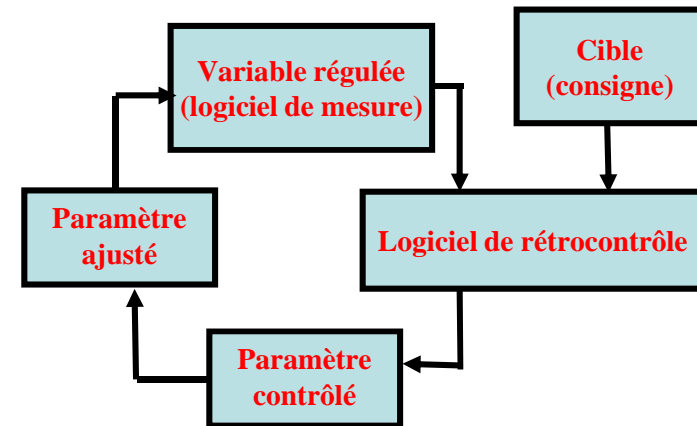 Variable régulée
(logiciel de mesure)
Cible
(consigne)
Paramètre
ajusté
Logiciel de rétrocontrôle
Paramètre
contrôlé